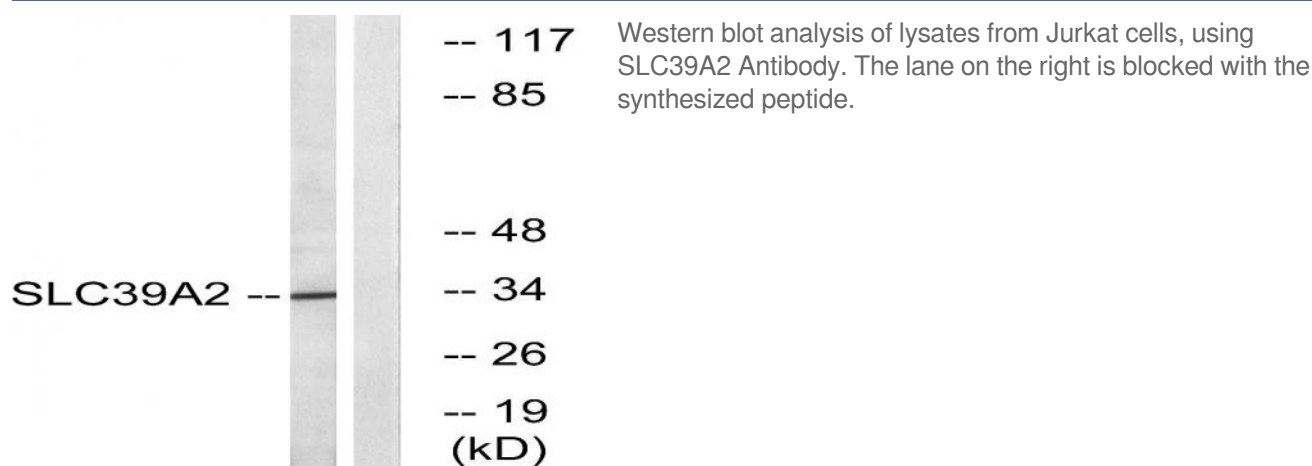 SLC39A2 --
-- 117
-- 85
-- 48
-- 34
-- 26
-- 19
(kD)
Western blot analysis of lysates from Jurkat cells, using
SLC39A2 Antibody. The lane on the right is blocked with the
synthesized peptide.